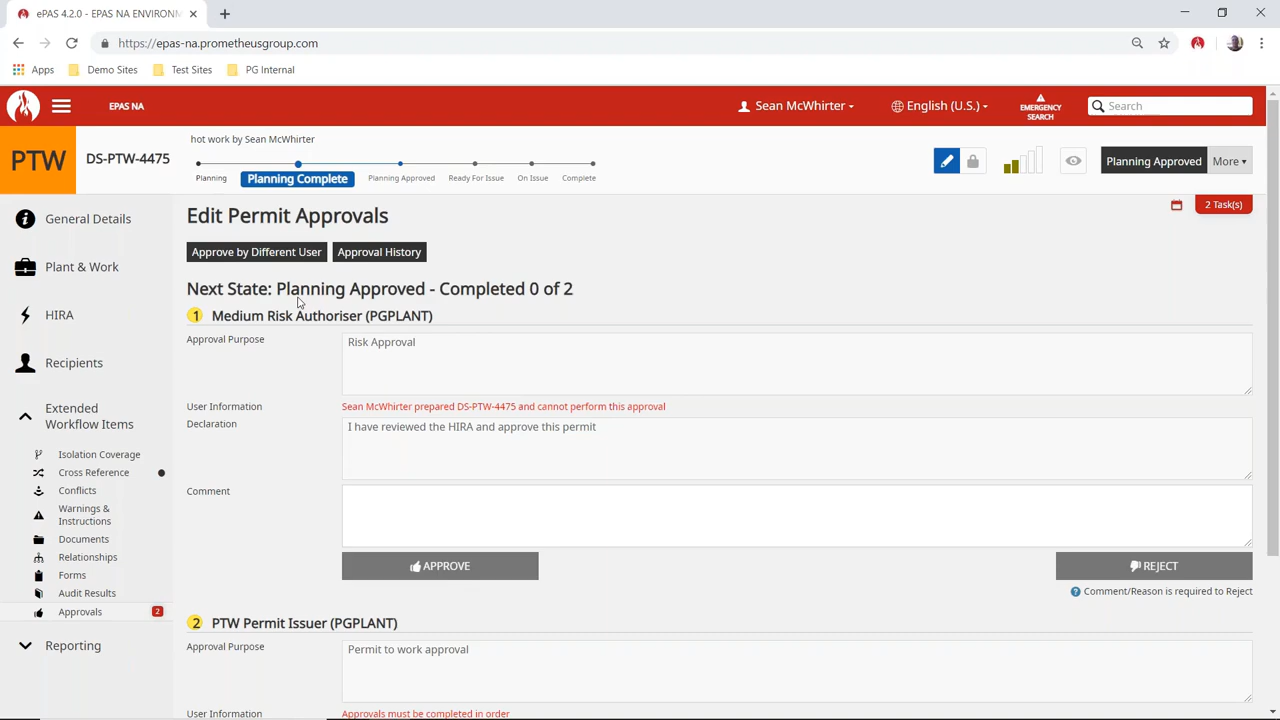 ePAS 4.2.0 - EPAS NA ENVIRON
https://epas-na.prometheusgroup.com
Apps Demo Sites Test Sites PG Internal
EPAS NA Sean McWhirter English (U.S.) EMERGENCY SEARCH Search
PTW DS-PTW-4475
hot work by Sean McWhirter
Planning Planning Complete Planning Approved Ready For Issue On Issue Complete
Planning Approved More
General Details
Plant & Work
HIRA
Recipients
Extended
Workflow Items
Isolation Coverage
Cross Reference
Conflicts
Warnings &
Instructions
Documents
Relationships
Forms
Audit Results
Approvals 2
Reporting
Edit Permit Approvals
2 Task(s)
Approve by Different User Approval History
Next State: Planning Approved - Completed 0 of 2
1 Medium Risk Authoriser (PGPLANT)
Approval Purpose Risk Approval
User Information Sean McWhirter prepared DS-PTW-4475 and cannot perform this approval
Declaration I have reviewed the HIRA and approve this permit
Comment
APPROVE REJECT
? Comment/Reason is required to Reject
2 PTW Permit Issuer (PGPLANT)
Approval Purpose Permit to work approval
User Information Approvals must be completed in order